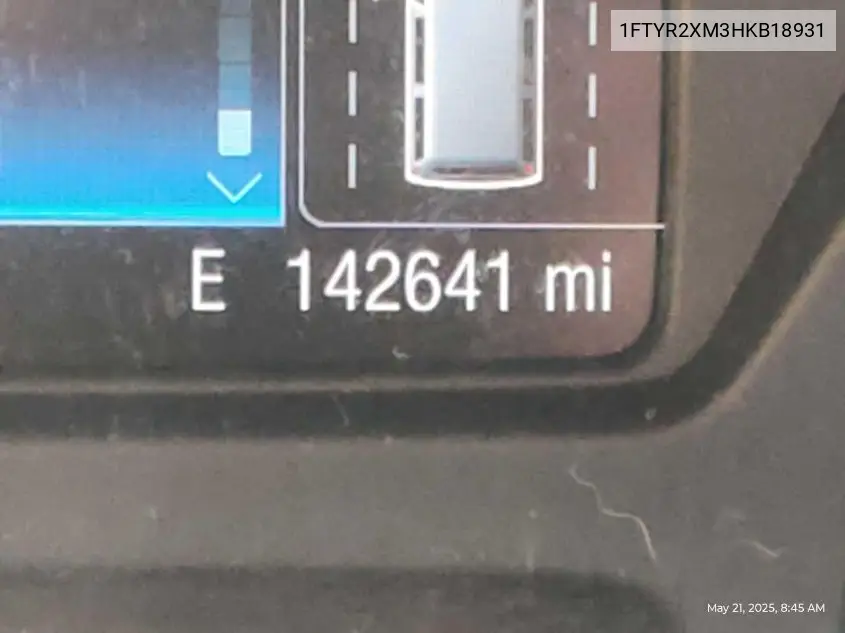 1FTYR2XM3HKB18931
E 142641 mi
May 21, 2025, 8:45 AM